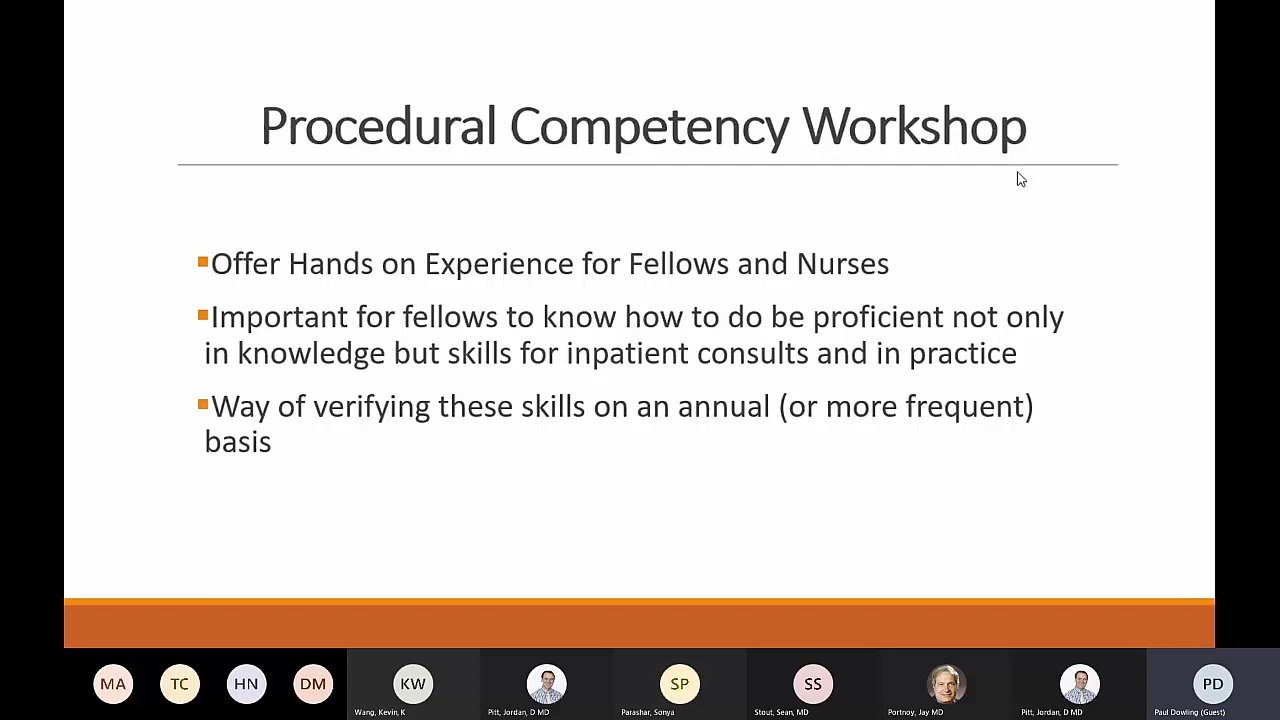 Procedural Competency Workshop
Offer Hands on Experience for Fellows and Nurses
Important for fellows to know how to do be proficient not only
in knowledge but skills for inpatient consults and in practice
Way of verifying these skills on an annual (or more frequent)
basis
MA TC HN DM KW SP SS PD
Wang, Kevin, K Pitt, Jordan, D MD Parashar, Sonya Stout, Sean, MD Portnoy, Jay MD Pitt, Jordan, D MD Paul Dowling (Guest)